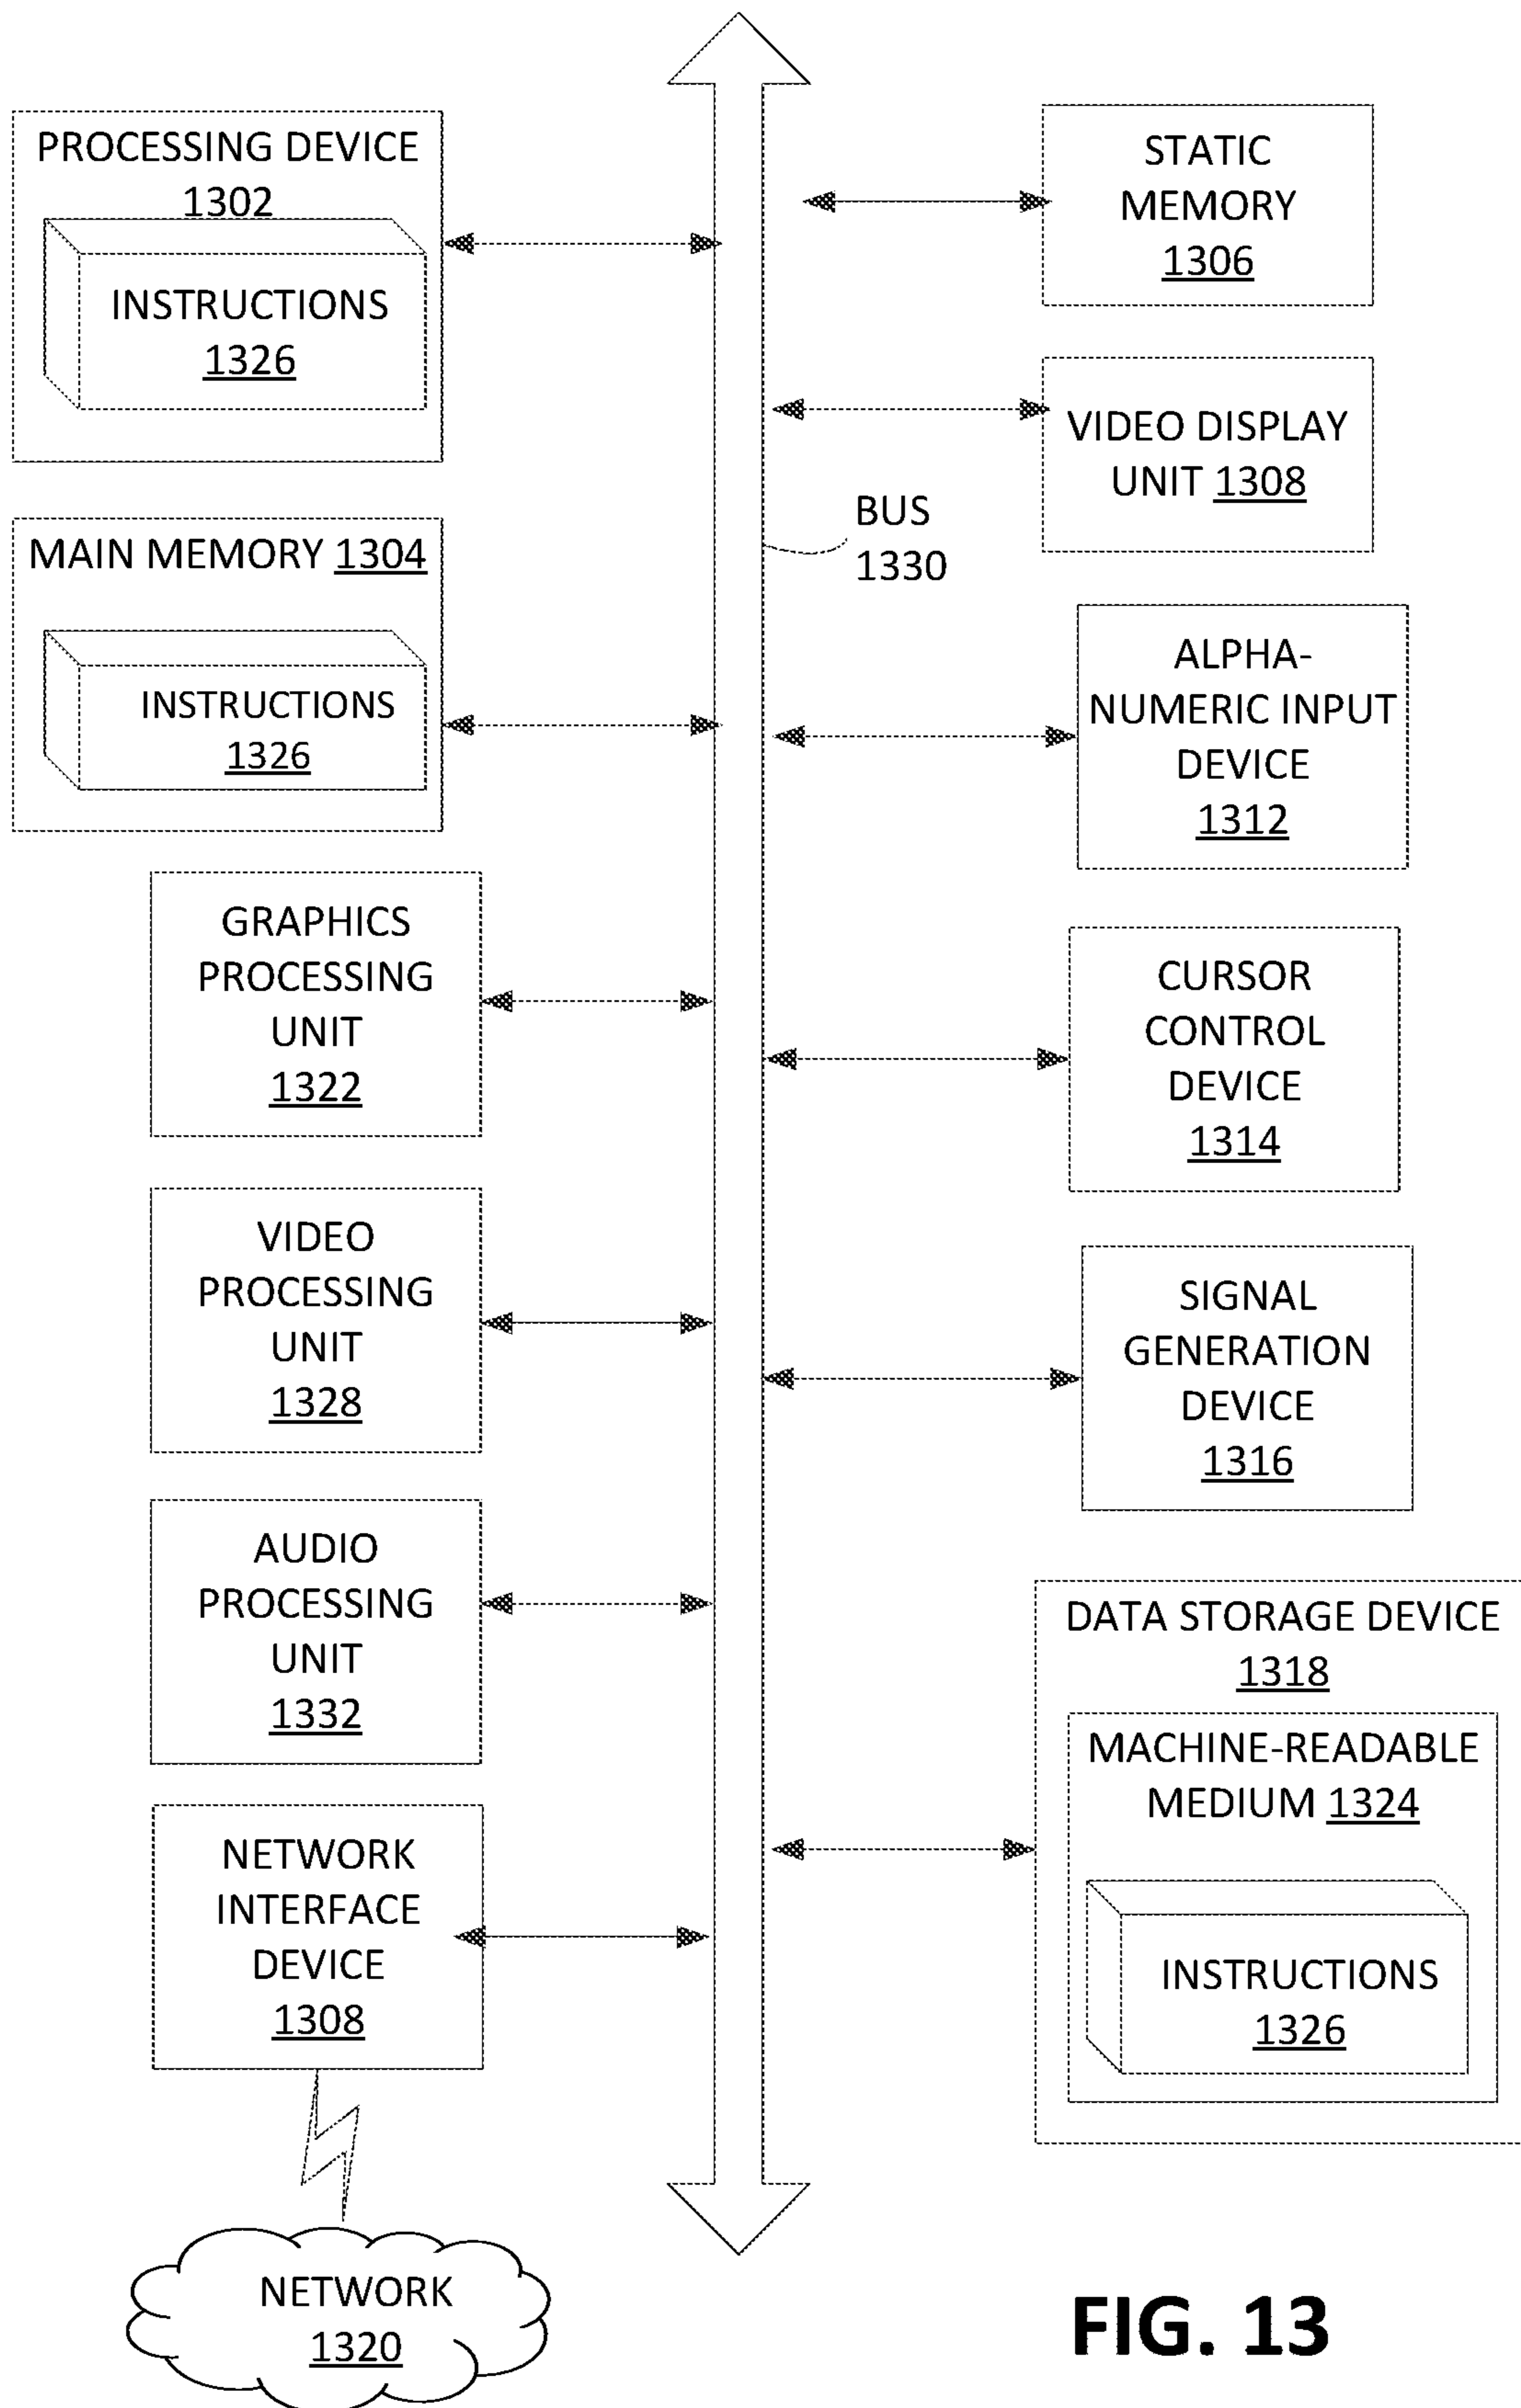 PROCESSING DEVICE
1302
INSTRUCTIONS
1326
MAIN MEMORY 1304
INSTRUCTIONS
1326
GRAPHICS
PROCESSING
UNIT
1322
VIDEO
PROCESSING
UNIT
1328
AUDIO
PROCESSING
UNIT
1332
NETWORK
INTERFACE
DEVICE
1308
NETWORK
1320
BUS
1330
STATIC
MEMORY
1306
VIDEO DISPLAY
UNIT 1308
ALPHA-
NUMERIC INPUT
DEVICE
1312
CURSOR
CONTROL
DEVICE
1314
SIGNAL
GENERATION
DEVICE
1316
DATA STORAGE DEVICE
1318
MACHINE-READABLE
MEDIUM 1324
INSTRUCTIONS
1326
FIG. 13